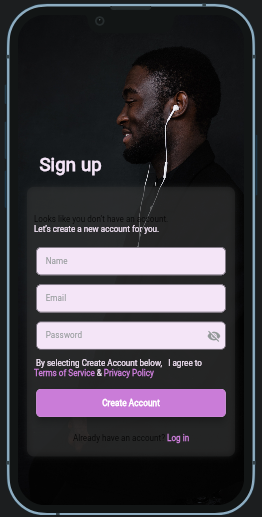 Sign up
Looks like you don't have an account.
Let's create a new account for you.
Name
Email
Password
By selecting Create Account below, I agree to
Terms of Service & Privacy Policy
Create Account
Already have an account? Log in